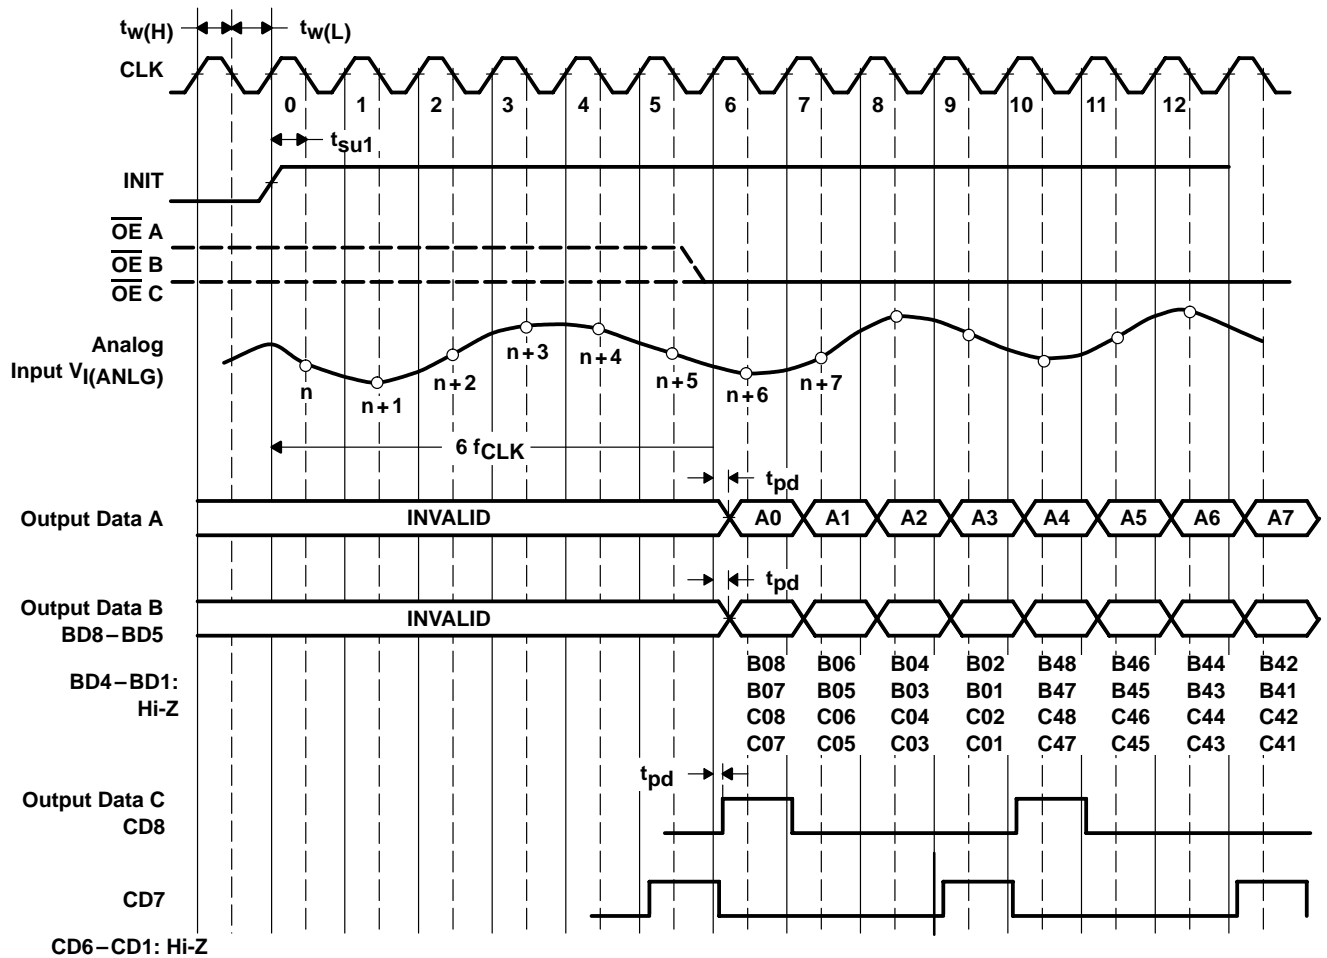 tw(H) tw(L)
CLK
0 1 2 3 4 5 6 7 8 9 10 11 12
tsu1
INIT
OE A
OE B
OE C
Analog
Input VI(ANLG)
n n+1 n+2 n+3 n+4 n+5 n+6 n+7
6 fCLK
tpd
Output Data A INVALID A0 A1 A2 A3 A4 A5 A6 A7
tpd
Output Data B
BD8–BD5
INVALID
BD4–BD1:
Hi-Z
B08 B06 B04 B02 B48 B46 B44 B42
B07 B05 B03 B01 B47 B45 B43 B41
C08 C06 C04 C02 C48 C46 C44 C42
C07 C05 C03 C01 C47 C45 C43 C41
tpd
Output Data C
CD8
CD7
CD6–CD1: Hi-Z